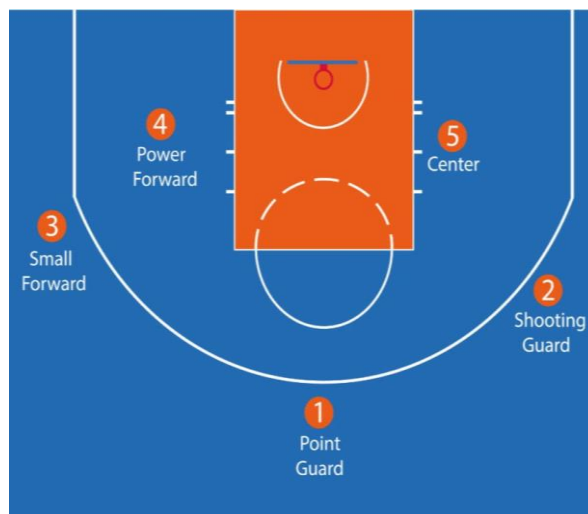 4
Power
Forward
5
Center
3
Small
Forward
2
Shooting
Guard
1
Point
Guard